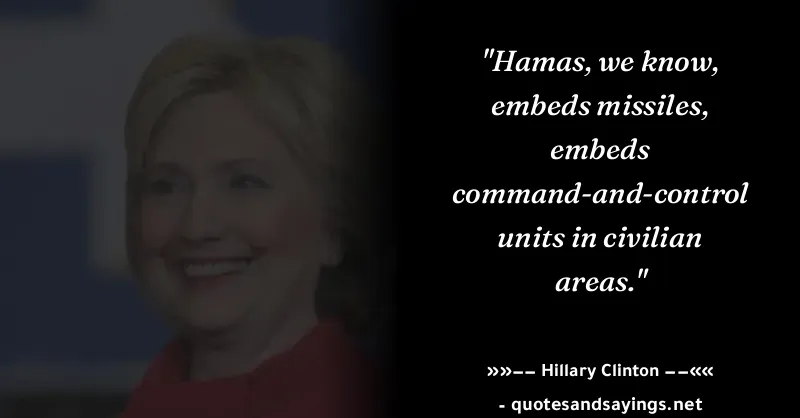 "Hamas, we know,
embeds missiles,
embeds
command-and-control
units in civilian
areas."
»»–– Hillary Clinton ––««
- quotesandsayings.net